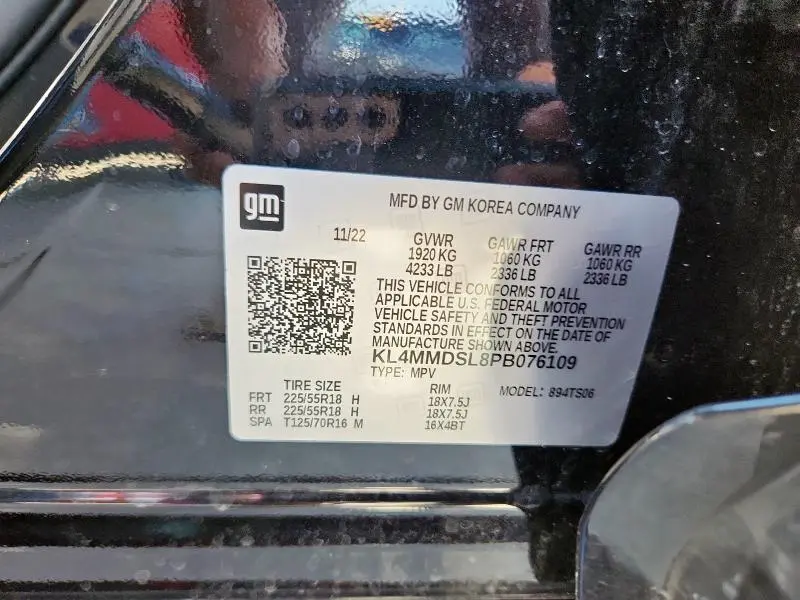 gm
MFD BY GM KOREA COMPANY
11/22 GVWR GAWR FRT GAWR RR
1920 KG 1060 KG 1060 KG
4233 LB 2336 LB 2336 LB
THIS VEHICLE CONFORMS TO ALL
APPLICABLE U.S. FEDERAL MOTOR
VEHICLE SAFETY AND THEFT PREVENTION
STANDARDS IN EFFECT ON THE DATE OF
MANUFACTURE SHOWN ABOVE.
KL4MMDSL8PB076109
TYPE: MPV
TIRE SIZE RIM MODEL: 894TS06
FRT 225/55R18 H 18X7.5J
RR 225/55R18 H 18X7.5J
SPA T125/70R16 M 16X4BT